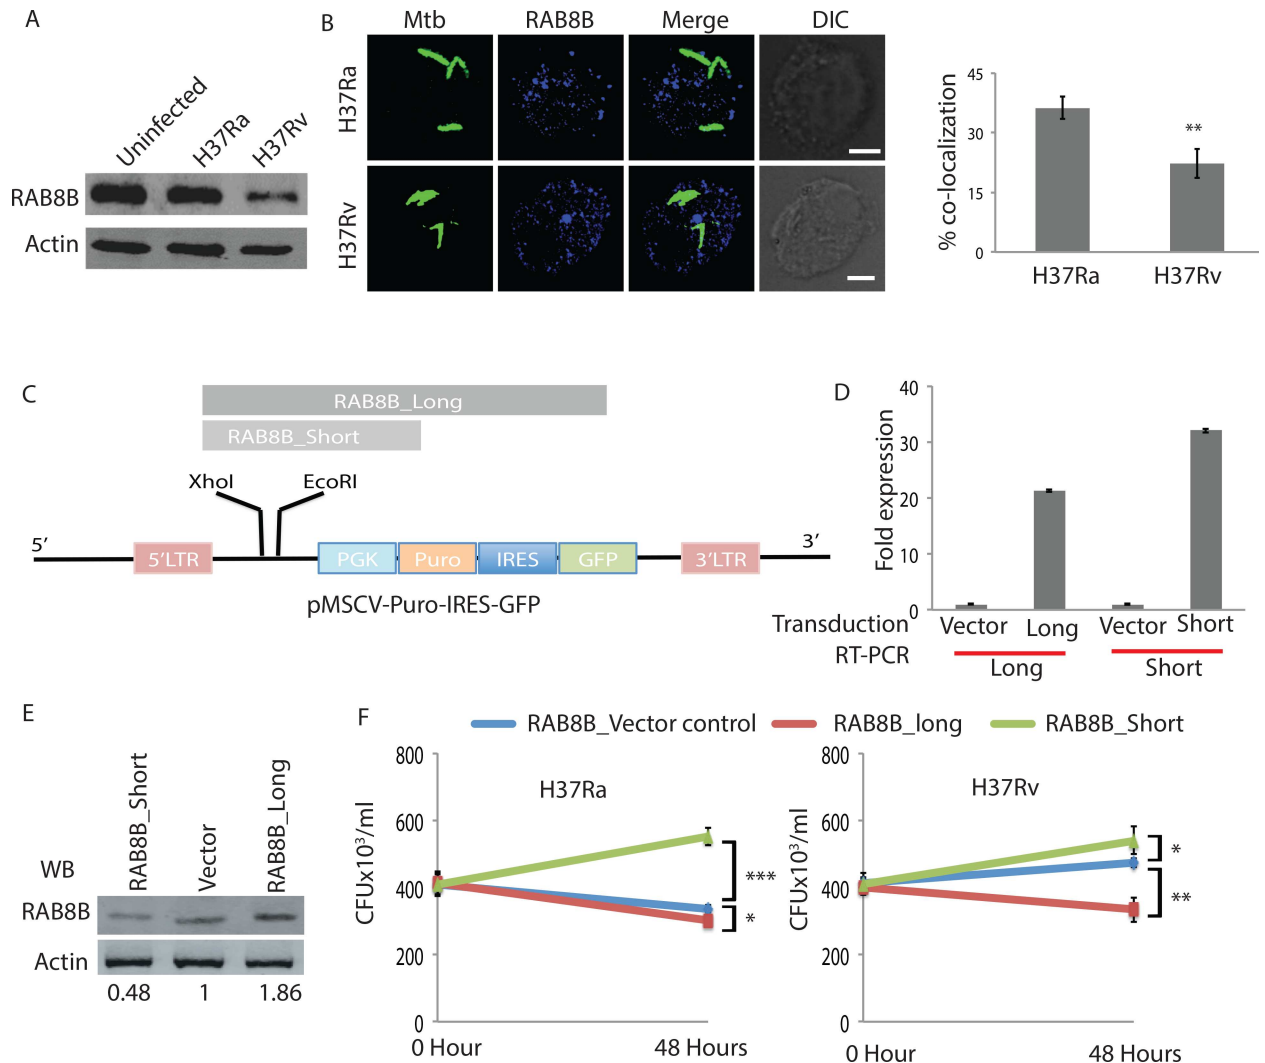 A
Uninfected
H37Ra
H37Rv
RAB8B
Actin
B
Mtb
RAB8B
Merge
DIC
H37Ra
H37Rv
% co-localization
45
30
15
0
**
H37Ra
H37Rv
C
RAB8B_Long
RAB8B_Short
XhoI
EcoRI
5’
5’LTR
PGK
Puro
IRES
GFP
3’LTR
3’
pMSCV-Puro-IRES-GFP
D
Fold expression
40
30
20
10
0
Transduction
Vector
Long
Vector
Short
RT-PCR
Long
Short
E
RAB8B_Short
Vector
RAB8B_Long
WB
RAB8B
Actin
0.48
1
1.86
F
RAB8B_Vector control
RAB8B_long
RAB8B_Short
H37Ra
CFUx10³/ml
800
600
400
200
0
***
*
0 Hour
48 Hours
H37Rv
CFUx10³/ml
800
600
400
200
0
*
**
0 Hour
48 Hours